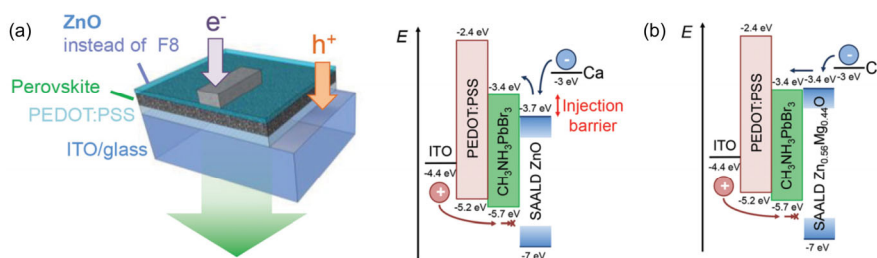 (a)
ZnO
instead of F8
Perovskite
PEDOT:PSS
ITO/glass
e-
h+
E
-2.4 eV
PEDOT:PSS
-5.2 eV
ITO
-4.4 eV
+
-3.4 eV
CH3NH3PbBr3
-5.7 eV
-3.7 eV
SAALD ZnO
-7 eV
-
Ca
-3 eV
Injection
barrier
(b)
E
-2.4 eV
PEDOT:PSS
-5.2 eV
ITO
-4.4 eV
+
-3.4 eV
CH3NH3PbBr3
-5.7 eV
-3.4 eV
SAALD Zn0.56Mg0.44O
-7 eV
-
C
-3 eV